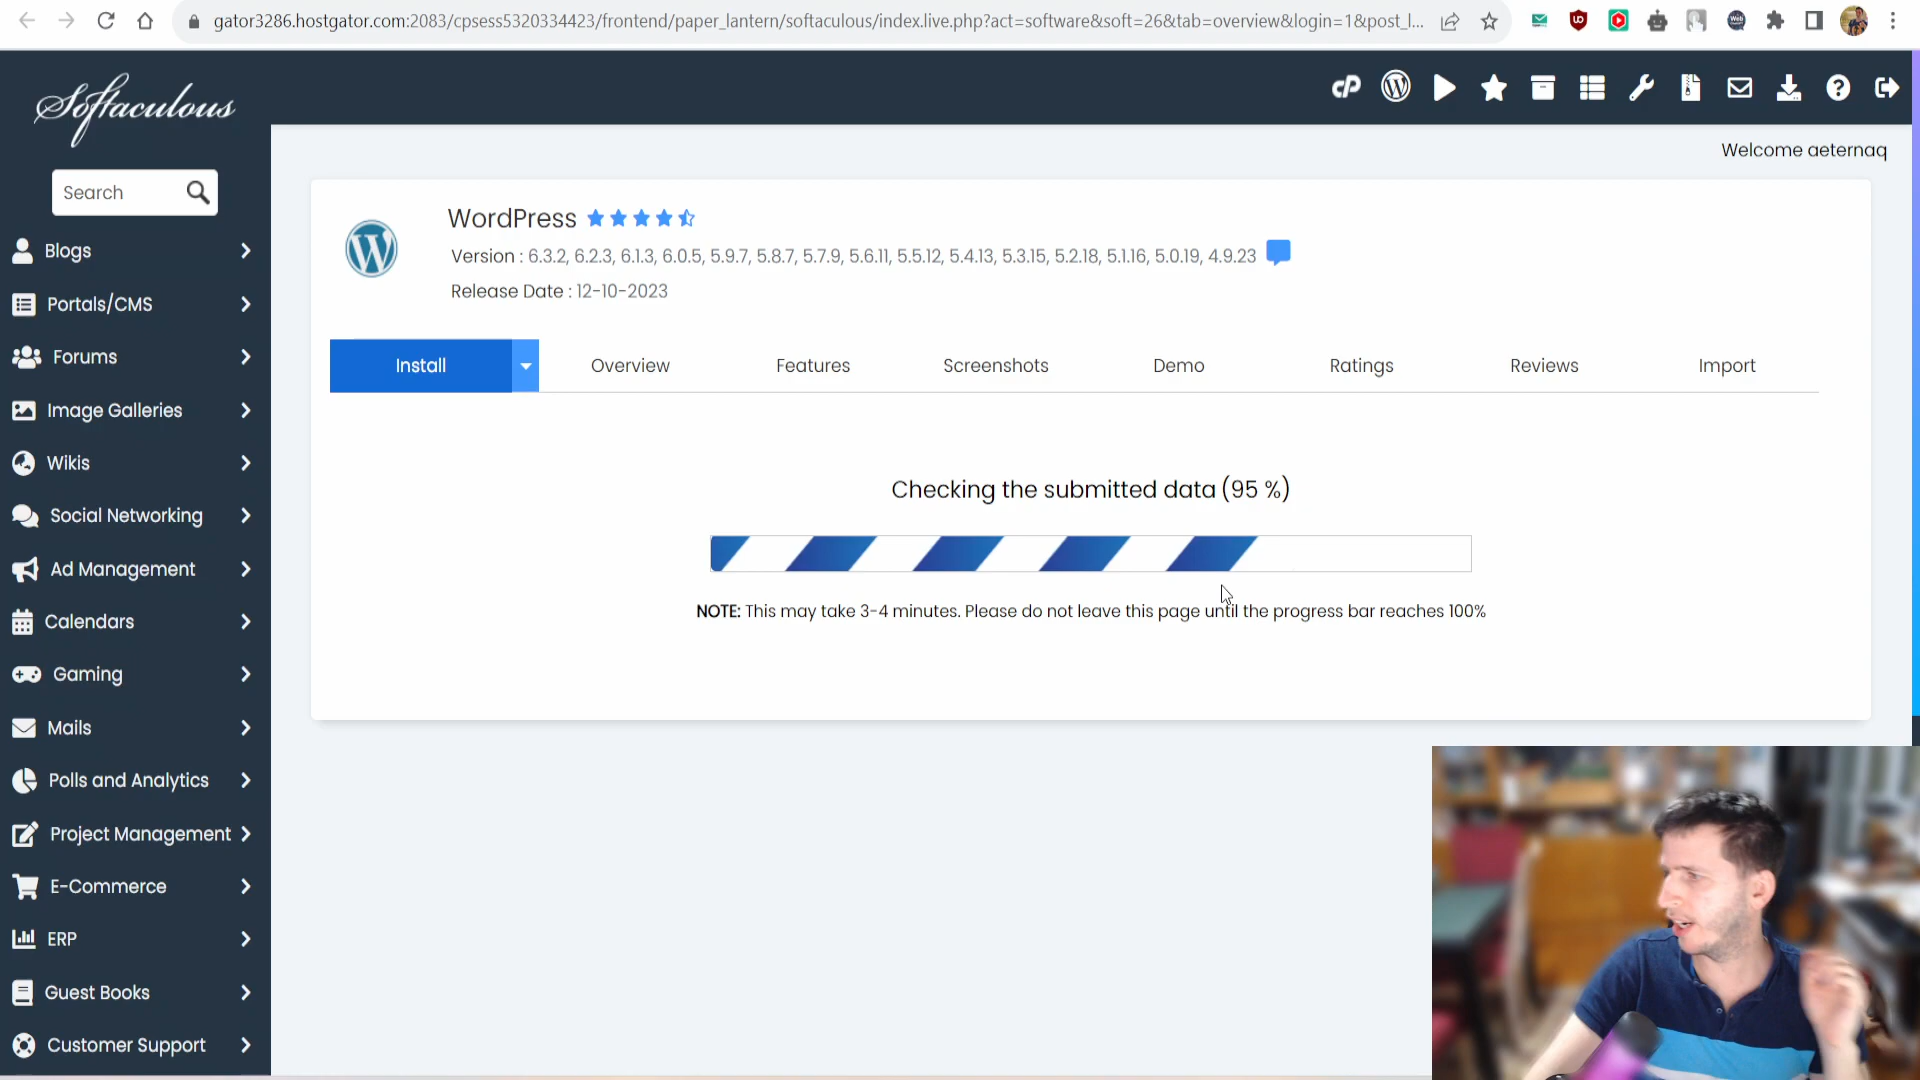 gator3286.hostgator.com:2083/cpsess5320334423/frontend/paper_lantern/softaculous/index.live.php?act=software&soft=26&tab=overview&login=1&post_l...
Softaculous
Search
Blogs
Portals/CMS
Forums
Image Galleries
Wikis
Social Networking
Ad Management
Calendars
Gaming
Mails
Polls and Analytics
Project Management
E-Commerce
ERP
Guest Books
Customer Support
cP
Welcome aeternaq
WordPress
Version : 6.3.2, 6.2.3, 6.1.3, 6.0.5, 5.9.7, 5.8.7, 5.7.9, 5.6.11, 5.5.12, 5.4.13, 5.3.15, 5.2.18, 5.1.16, 5.0.19, 4.9.23
Release Date : 12-10-2023
Install
Overview
Features
Screenshots
Demo
Ratings
Reviews
Import
Checking the submitted data (95 %)
NOTE: This may take 3-4 minutes. Please do not leave this page until the progress bar reaches 100%